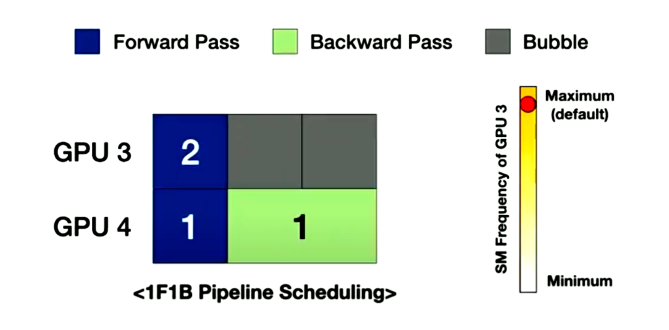 Forward Pass
Backward Pass
Bubble
GPU 3
2
GPU 4
1
1
<1F1B Pipeline Scheduling>
SM Frequency of GPU 3
Maximum
(default)
Minimum